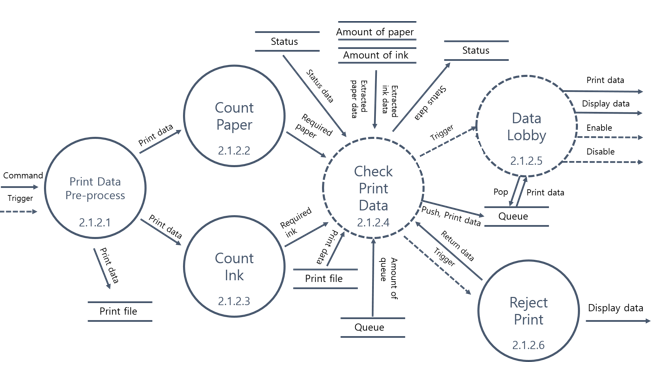 Status
Amount of paper
Amount of ink
Status
Status data
Extracted
paper data
Extracted
ink data
Status data
Print data
Display data
Enable
Disable
Count
Paper
2.1.2.2
Required
paper
Trigger
Data
Lobby
2.1.2.5
Print data
Command
Trigger
Print Data
Pre-process
2.1.2.1
Check
Print
Data
2.1.2.4
Pop
Print data
Queue
Push, Print data
Print data
Required
ink
Count
Ink
2.1.2.3
Print data
Print file
Print data
Print file
Amount of
queue
Queue
Return data
Trigger
Reject
Print
2.1.2.6
Display data